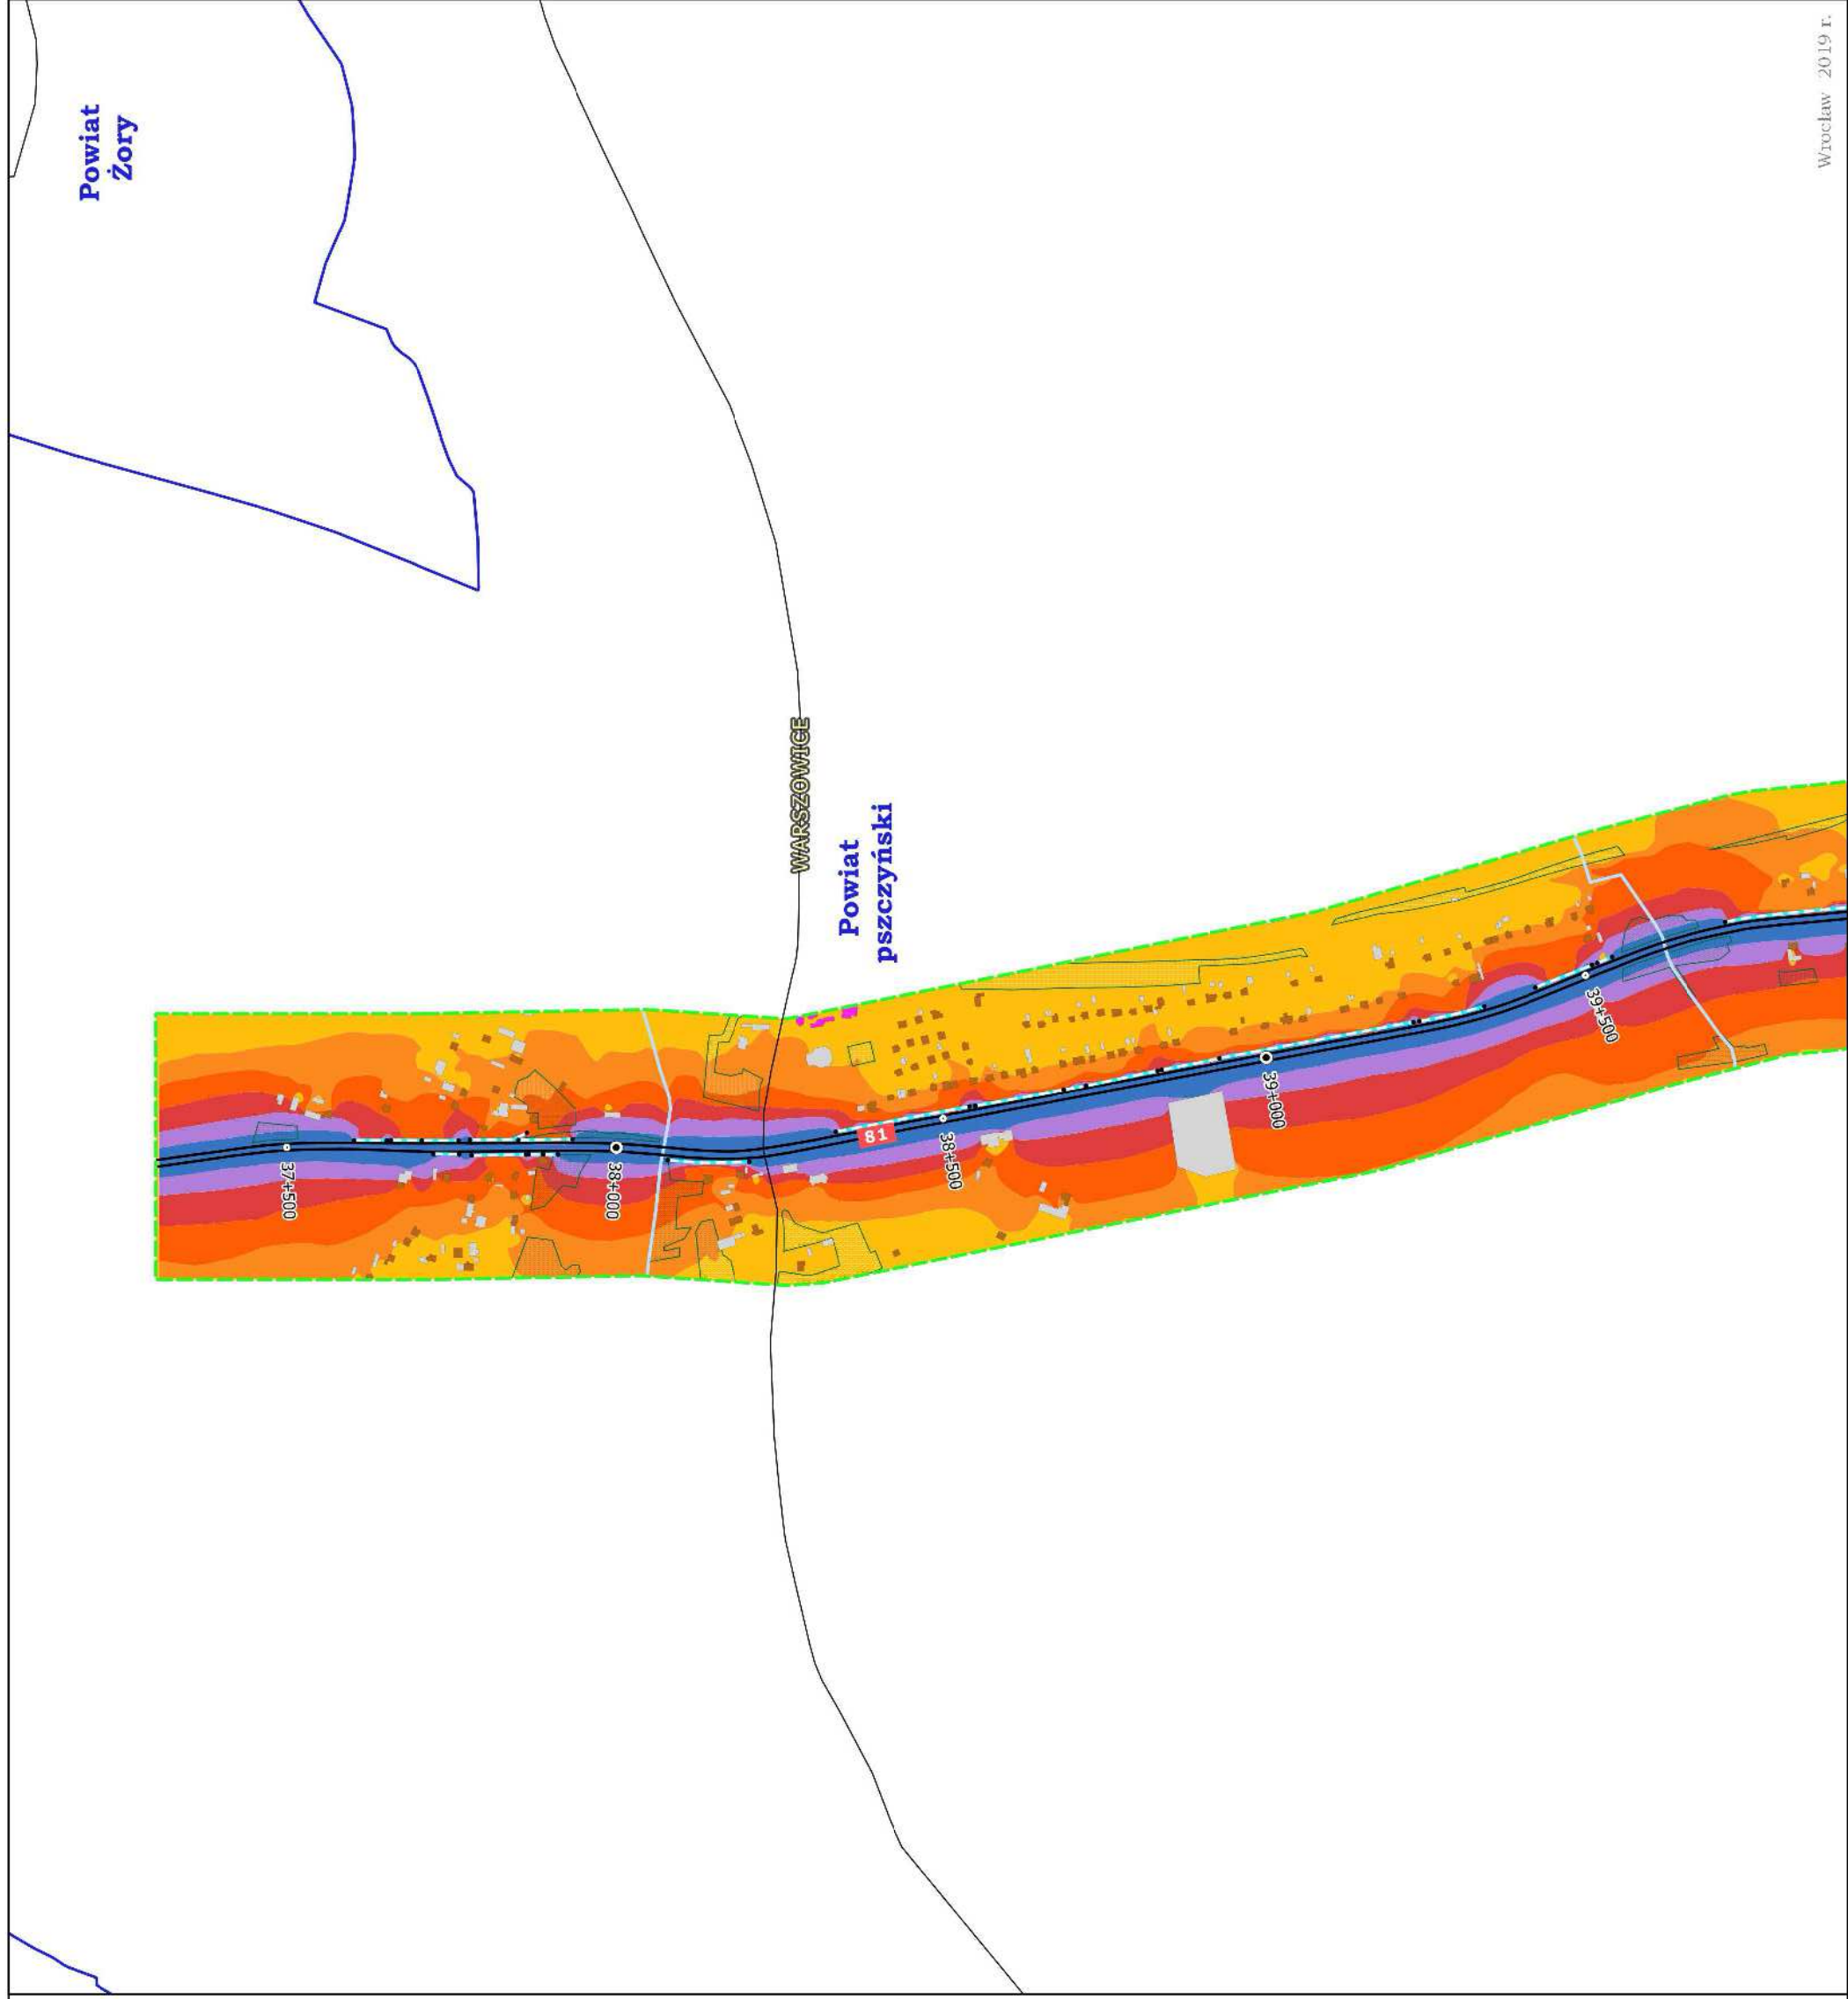 Powiat
Żory
WARSZOWICE
Powiat
pszczyński
37+500
38+000
81
38+500
39+000
39+500
Wrocław 2019 r.